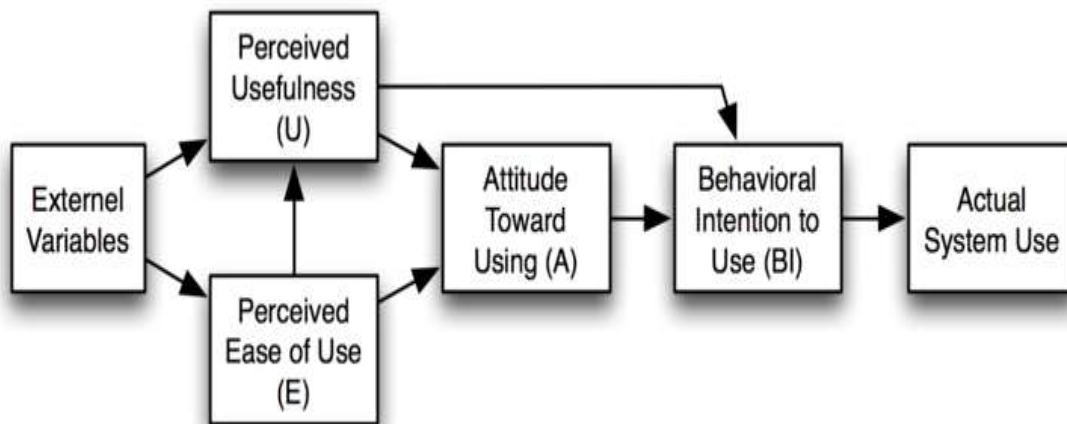 Perceived
Usefulness
(U)
Externel
Variables
Perceived
Ease of Use
(E)
Attitude
Toward
Using (A)
Behavioral
Intention to
Use (BI)
Actual
System Use